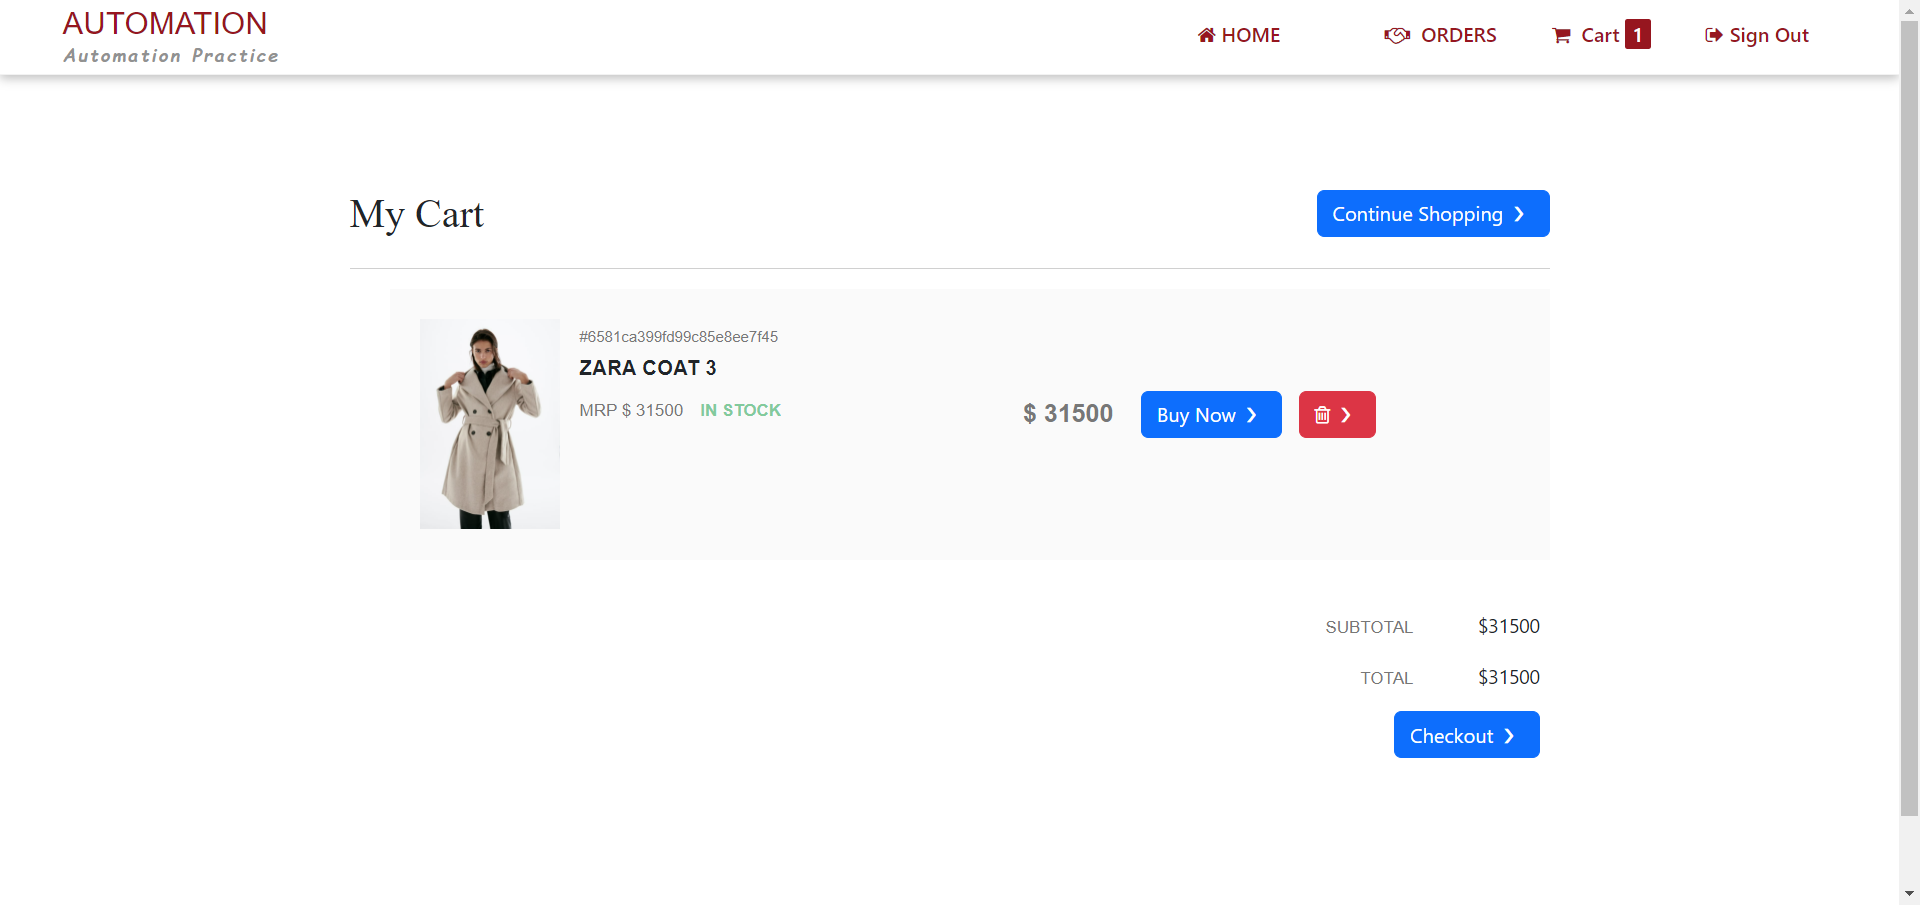 AUTOMATION
Automation Practice
HOME
ORDERS
Cart 1
Sign Out
My Cart
Continue Shopping
#6581ca399fd99c85e8ee7f45
ZARA COAT 3
MRP $ 31500 IN STOCK
$ 31500
Buy Now
SUBTOTAL $31500
TOTAL $31500
Checkout